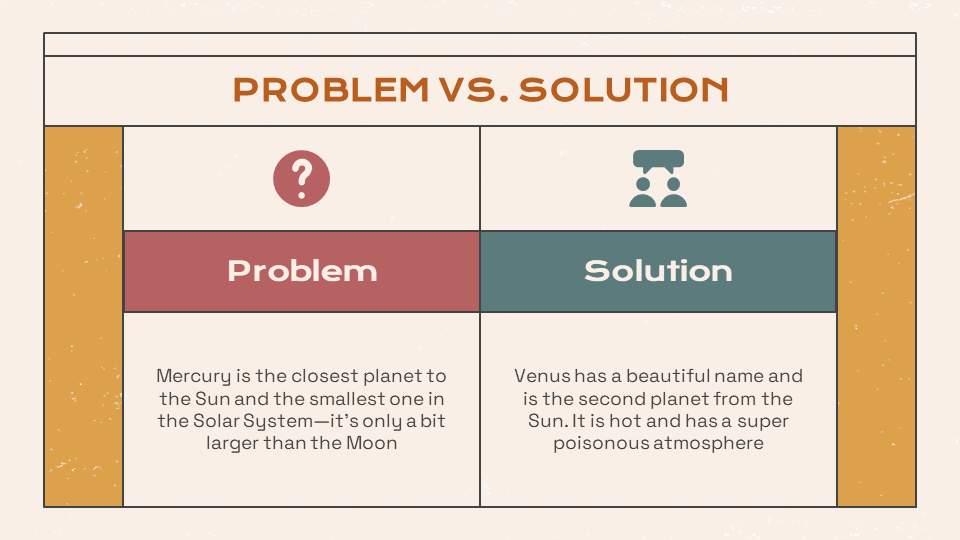 PROBLEM VS. SOLUTION
Problem
Mercury is the closest planet to
the Sun and the smallest one in
the Solar System—it’s only a bit
larger than the Moon
Solution
Venus has a beautiful name and
is the second planet from the
Sun. It is hot and has a super
poisonous atmosphere